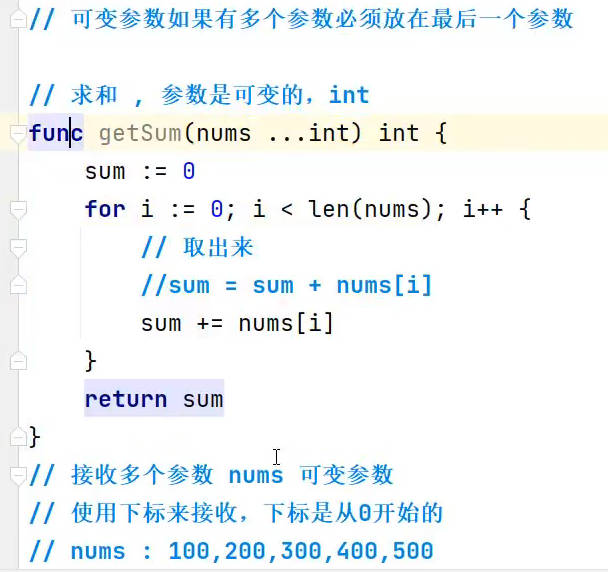 // 可变参数如果有多个参数必须放在最后一个参数
// 求和 , 参数是可变的，int
func getSum(nums ...int) int {
    sum := 0
    for i := 0; i < len(nums); i++ {
        // 取出来
        //sum = sum + nums[i]
        sum += nums[i]
    }
    return sum
}
// 接收多个参数 nums 可变参数
// 使用下标来接收，下标是从0开始的
// nums : 100,200,300,400,500